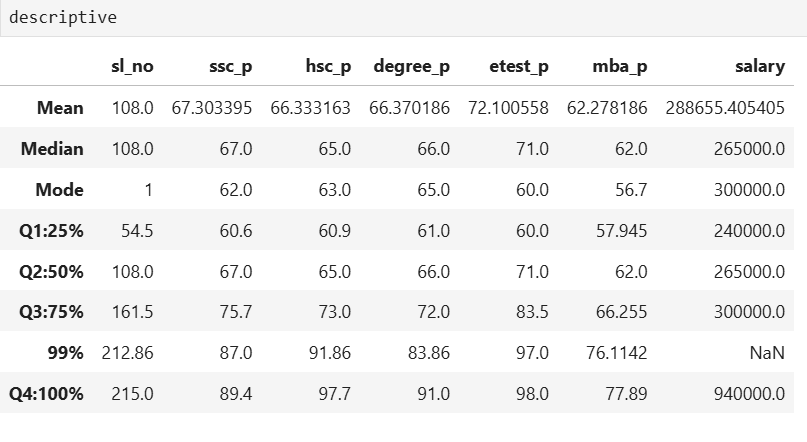 descriptive
sl_no ssc_p hsc_p degree_p etest_p mba_p salary
Mean 108.0 67.303395 66.333163 66.370186 72.100558 62.278186 288655.405405
Median 108.0 67.0 65.0 66.0 71.0 62.0 265000.0
Mode 1 62.0 63.0 65.0 60.0 56.7 300000.0
Q1:25% 54.5 60.6 60.9 61.0 60.0 57.945 240000.0
Q2:50% 108.0 67.0 65.0 66.0 71.0 62.0 265000.0
Q3:75% 161.5 75.7 73.0 72.0 83.5 66.255 300000.0
99% 212.86 87.0 91.86 83.86 97.0 76.1142 NaN
Q4:100% 215.0 89.4 97.7 91.0 98.0 77.89 940000.0